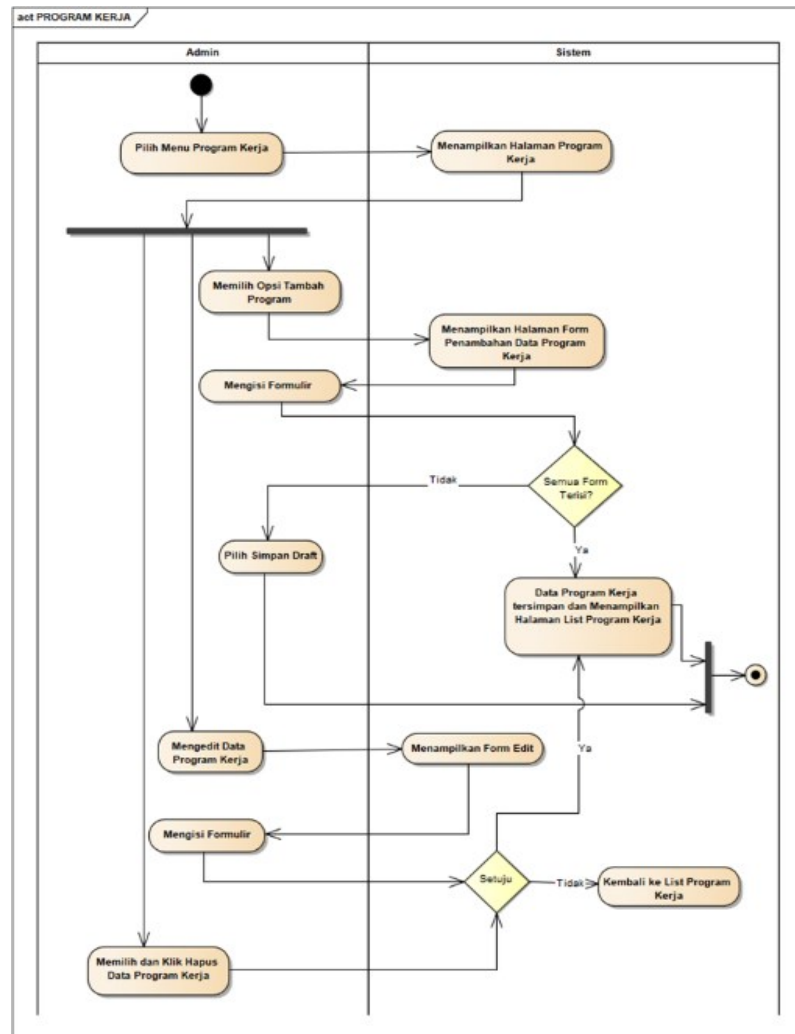 act PROGRAM KERJA
Admin
Sistem
Pilih Menu Program Kerja
Menampilkan Halaman Program
Kerja
Memilih Opsi Tambah
Program
Menampilkan Halaman Form
Penambahan Data Program
Kerja
Mengisi Formulir
Semua Form
Terisi?
Tidak
Ya
Pilih Simpan Draft
Data Program Kerja
tersimpan dan Menampilkan
Halaman List Program Kerja
Mengedit Data
Program Kerja
Menampilkan Form Edit
Ya
Mengisi Formulir
Setuju
Tidak
Kembali ke List Program
Kerja
Memilih dan Klik Hapus
Data Program Kerja